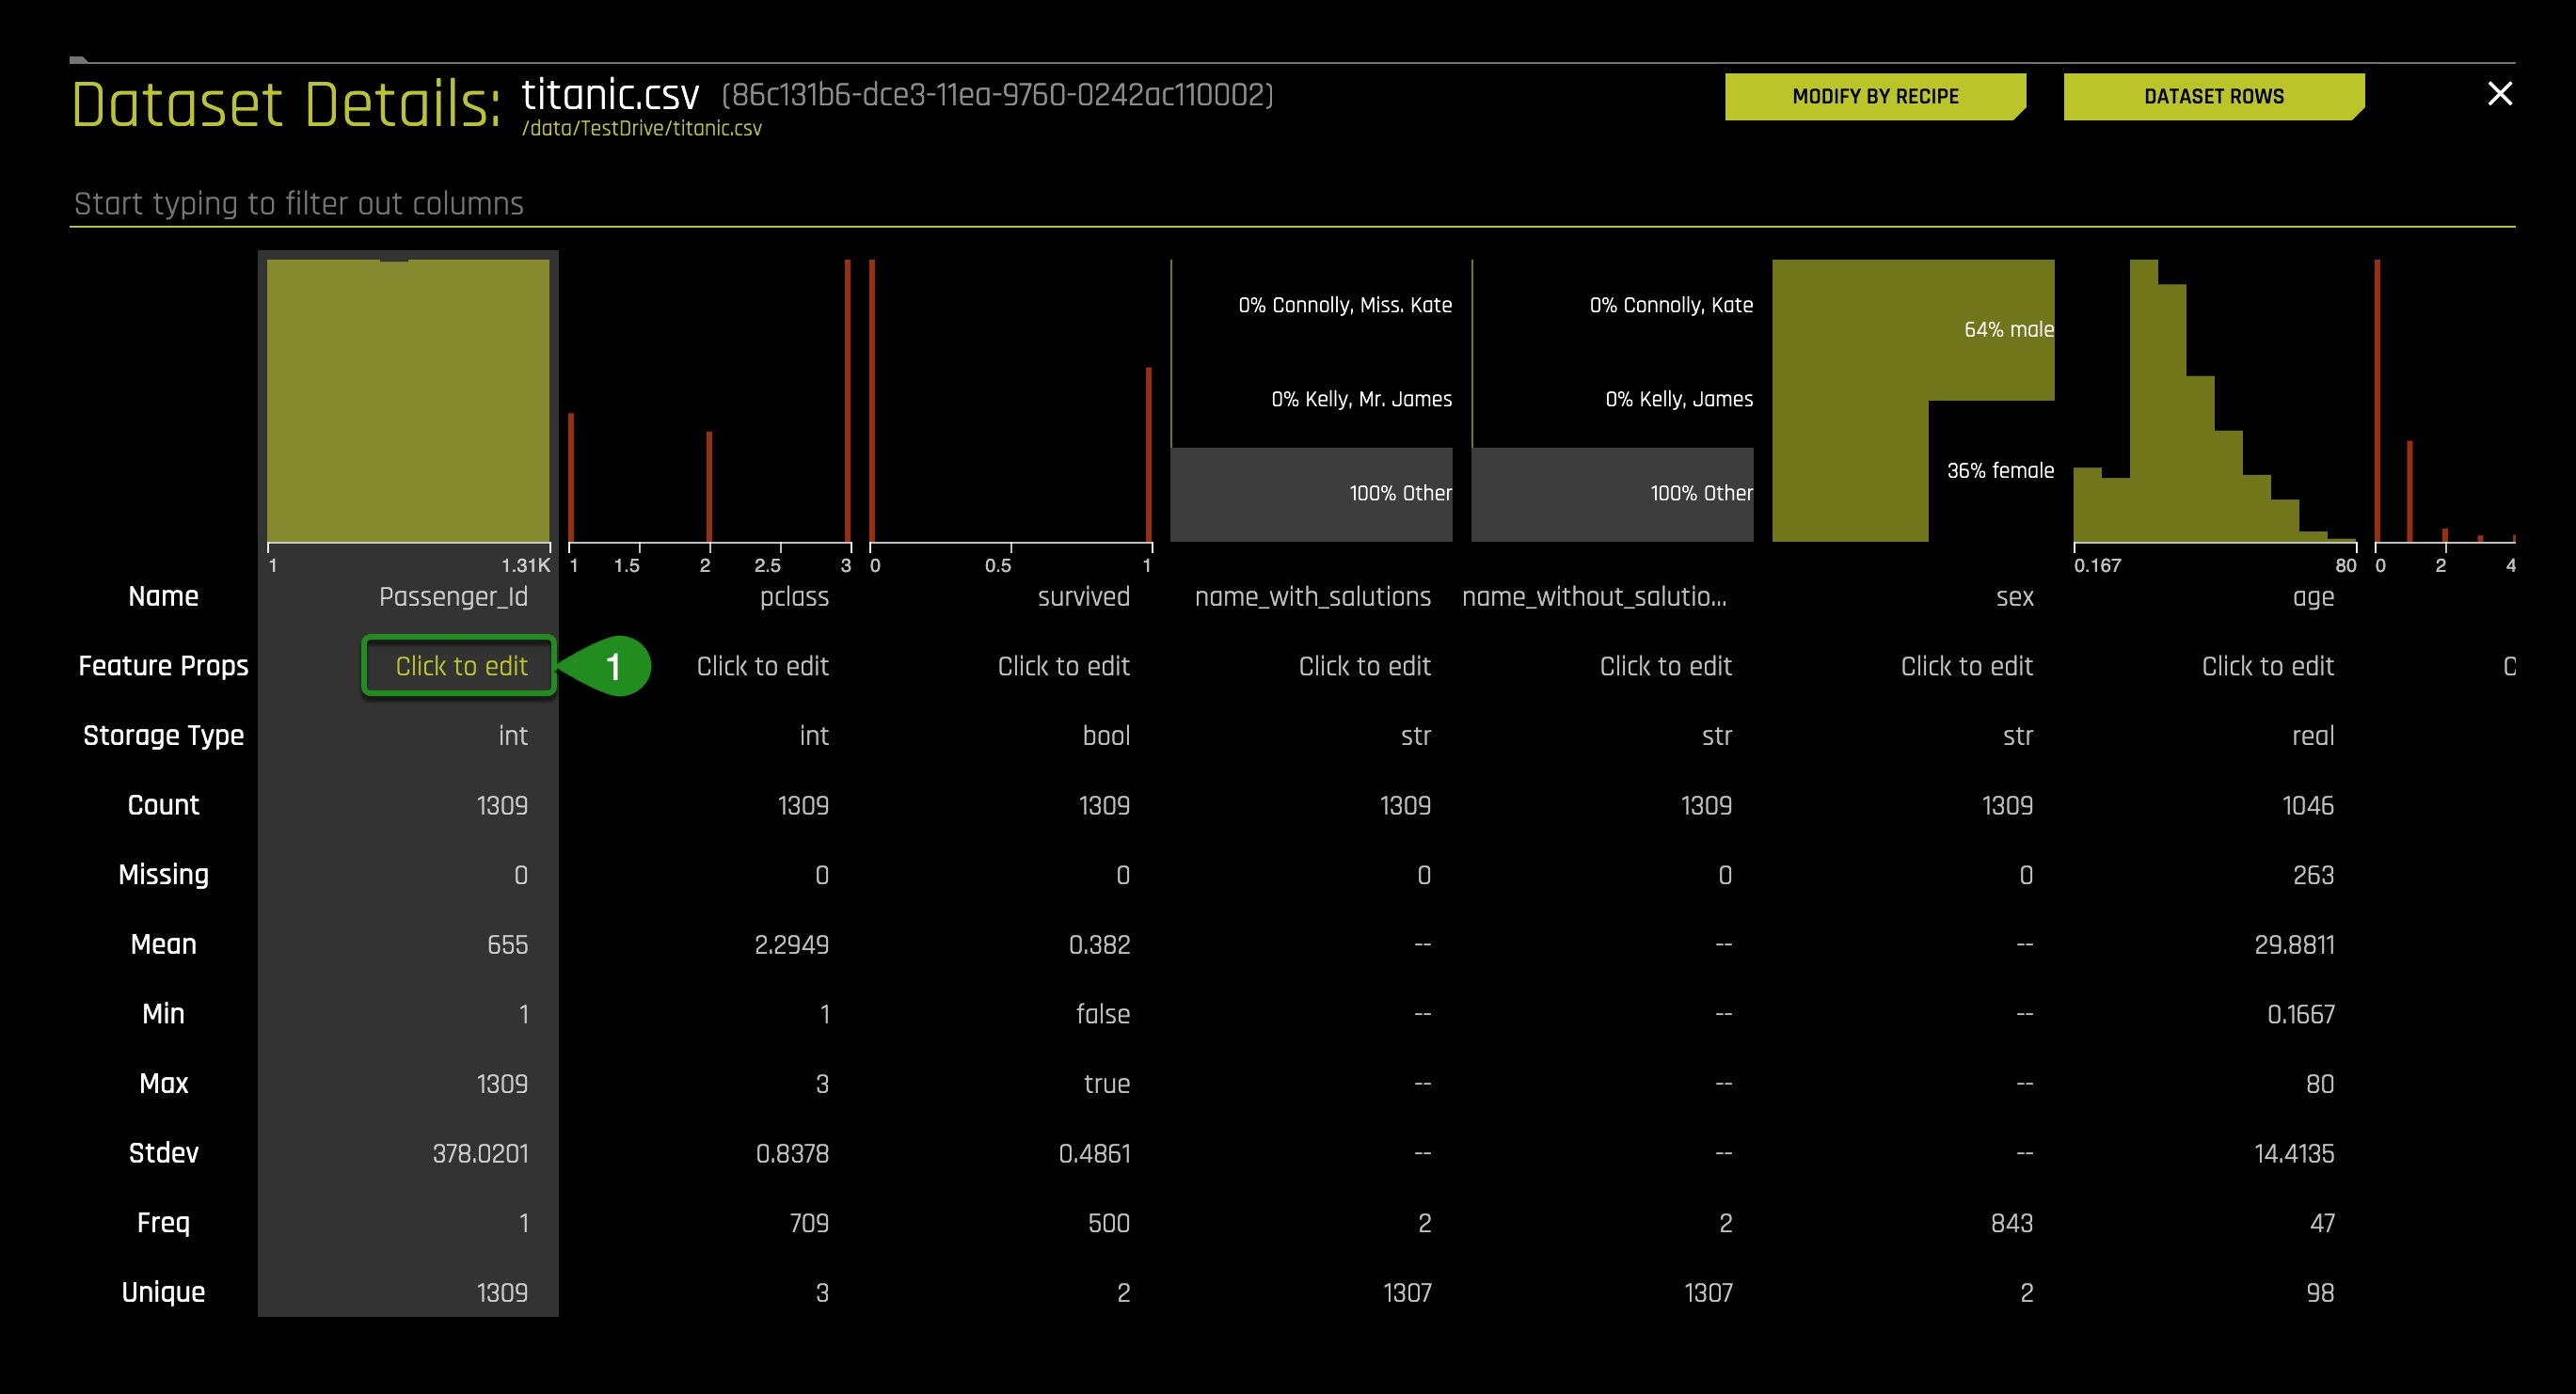 Dataset Details: titanic.csv (86c131b6-dce3-11ea-9760-0242ac110002) MODIFY BY RECIPE DATASET ROWS
/data/TestDrive/titanic.csv
Start typing to filter out columns
0% Connolly, Miss. Kate 0% Connolly, Kate
64% male
0% Kelly, Mr. James 0% Kelly, James
36% female
100% Other 100% Other
1 1.31K 1 1.5 2 2.5 3 0 0.5 1 0.167 80 0 2 4
Name Passenger_Id pclass survived name_with_salutions name_without_salutio... sex age
Feature Props Click to edit 1 Click to edit Click to edit Click to edit Click to edit Click to edit Click to edit
Storage Type int int bool str str str real
Count 1309 1309 1309 1309 1309 1309 1046
Missing 0 0 0 0 0 0 263
Mean 655 2.2949 0.382 -- -- -- 29.8811
Min 1 1 false -- -- -- 0.1667
Max 1309 3 true -- -- -- 80
Stdev 378.0201 0.8378 0.4861 -- -- -- 14.4135
Freq 1 709 500 2 2 843 47
Unique 1309 3 2 1307 1307 2 98